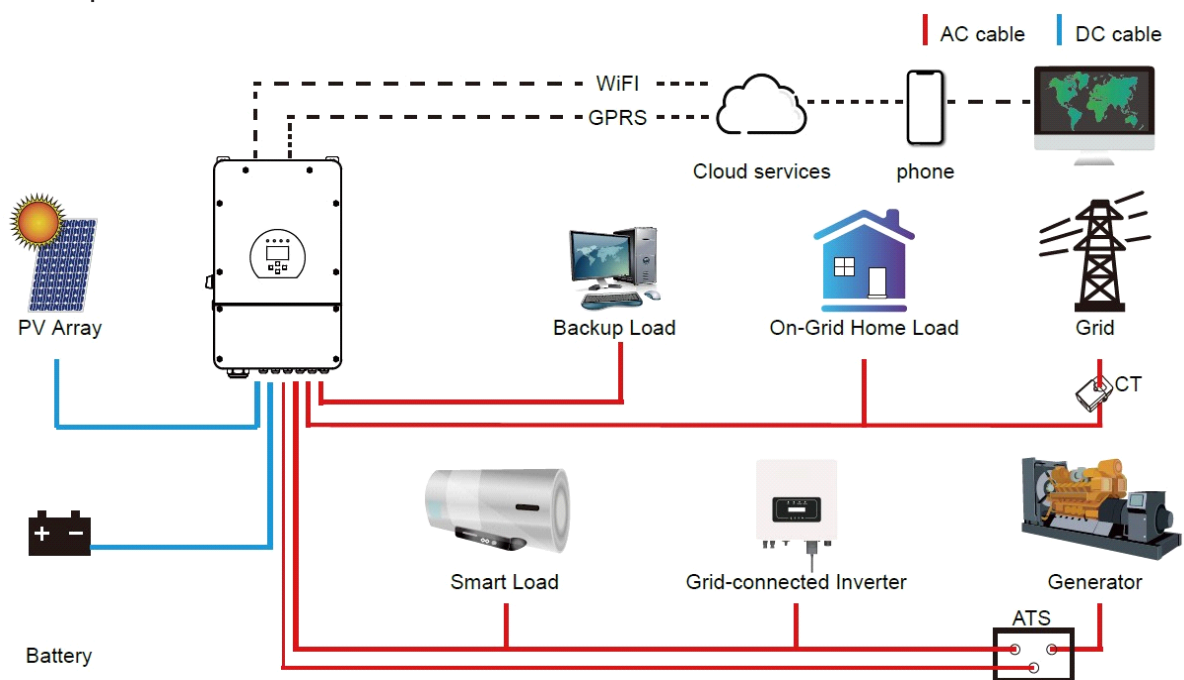 AC cable
DC cable
WiFI
GPRS
Cloud services
phone
PV Array
Backup Load
On-Grid Home Load
Grid
CT
+ −
Smart Load
Grid-connected Inverter
Generator
ATS
Battery